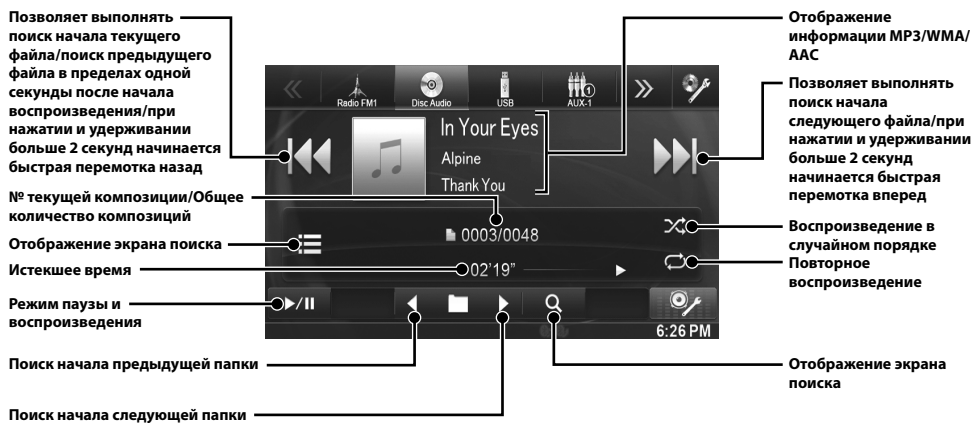 Позволяет выполнять
поиск начала текущего
файла/поиск предыдущего
файла в пределах одной
секунды после начала
воспроизведения/при
нажатии и удерживании
больше 2 секунд начинается
быстрая перемотка назад
№ текущей композиции/Общее
количество композиций
Отображение экрана поиска
Истекшее время
Режим паузы и
воспроизведения
Поиск начала предыдущей папки
Поиск начала следующей папки
Radio FM1
Disc Audio
USB
AUX-1
In Your Eyes
Alpine
Thank You
0003/0048
02'19"
6:26 PM
Отображение
информации MP3/WMA/
AAC
Позволяет выполнять
поиск начала
следующего файла/при
нажатии и удерживании
больше 2 секунд
начинается быстрая
перемотка вперед
Воспроизведение в
случайном порядке
Повторное
воспроизведение
Отображение экрана
поиска